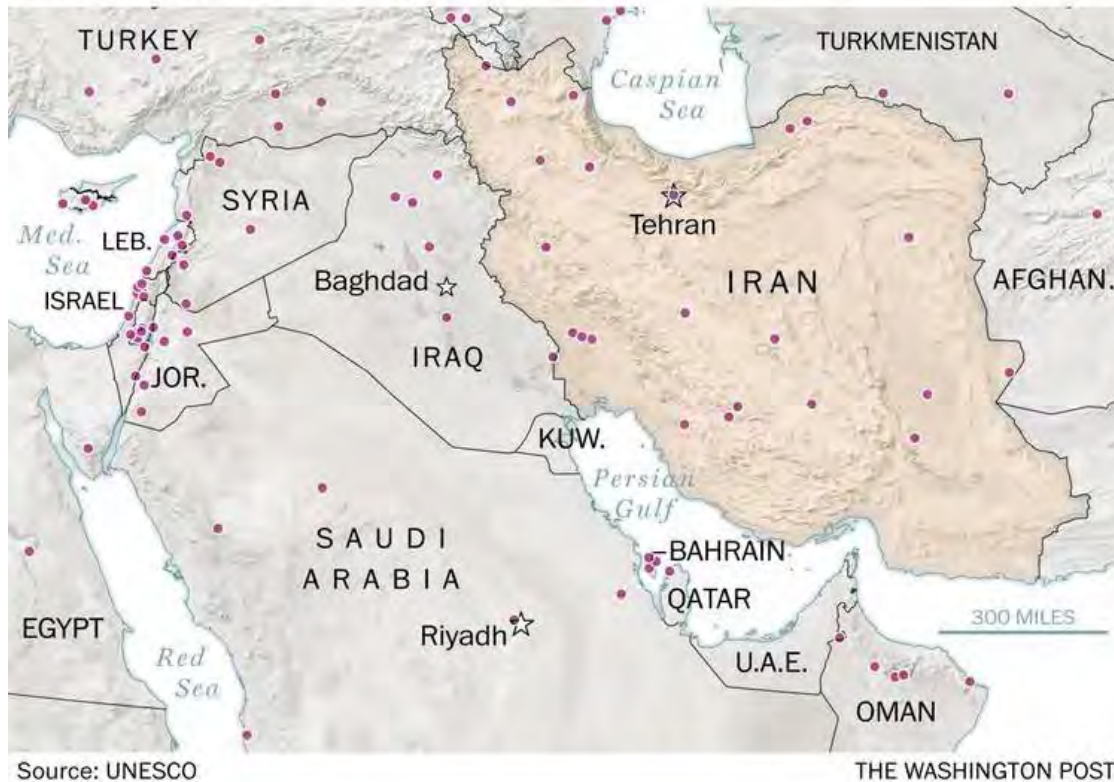 TURKEY
TURKMENISTAN
Caspian
Sea
SYRIA
Tehran
Med.
Sea
LEB.
IRAN
AFGHAN.
ISRAEL
Baghdad
IRAQ
JOR.
KUW.
Persian
Gulf
SAUDI
ARABIA
BAHRAIN
QATAR
EGYPT
Riyadh
300 MILES
Red
Sea
U.A.E.
OMAN
Source: UNESCO
THE WASHINGTON POST